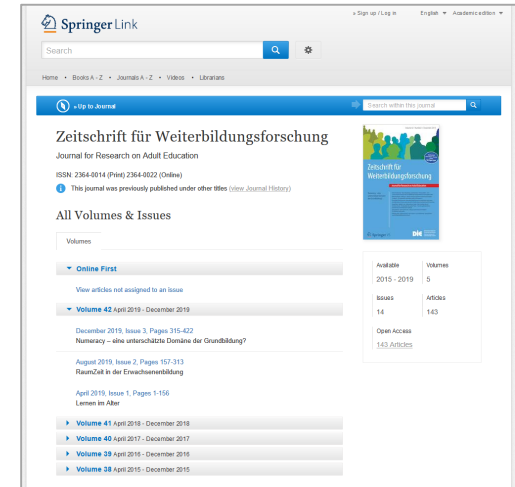 » Sign up / Log in English Academic edition
Springer Link
Search
Home • Books A - Z • Journals A - Z • Videos • Librarians
» Up to Journal
Search within this journal
Zeitschrift für Weiterbildungsforschung
Journal for Research on Adult Education
ISSN: 2364-0014 (Print) 2364-0022 (Online)
This journal was previously published under other titles (view Journal History)
Zeitschrift für
Weiterbildungsforschung
Springer VS
die
All Volumes & Issues
Volumes
Online First
View articles not assigned to an issue
Volume 42 April 2019 - December 2019
December 2019, Issue 3, Pages 315-422
Numeracy – eine unterschätzte Domäne der Grundbildung?
August 2019, Issue 2, Pages 157-313
RaumZeit in der Erwachsenenbildung
April 2019, Issue 1, Pages 1-156
Lernen im Alter
Volume 41 April 2018 - December 2018
Volume 40 April 2017 - December 2017
Volume 39 April 2016 - December 2016
Volume 38 April 2015 - December 2015
Available
2015 - 2019
Volumes
5
Issues
14
Articles
143
Open Access
143 Articles